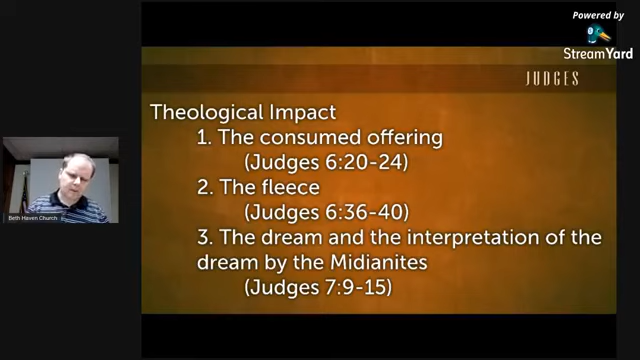 Powered by
StreamYard
JUDGES
Theological Impact
1. The consumed offering
(Judges 6:20-24)
2. The fleece
(Judges 6:36-40)
3. The dream and the interpretation of the
dream by the Midianites
(Judges 7:9-15)
Beth Haven Church